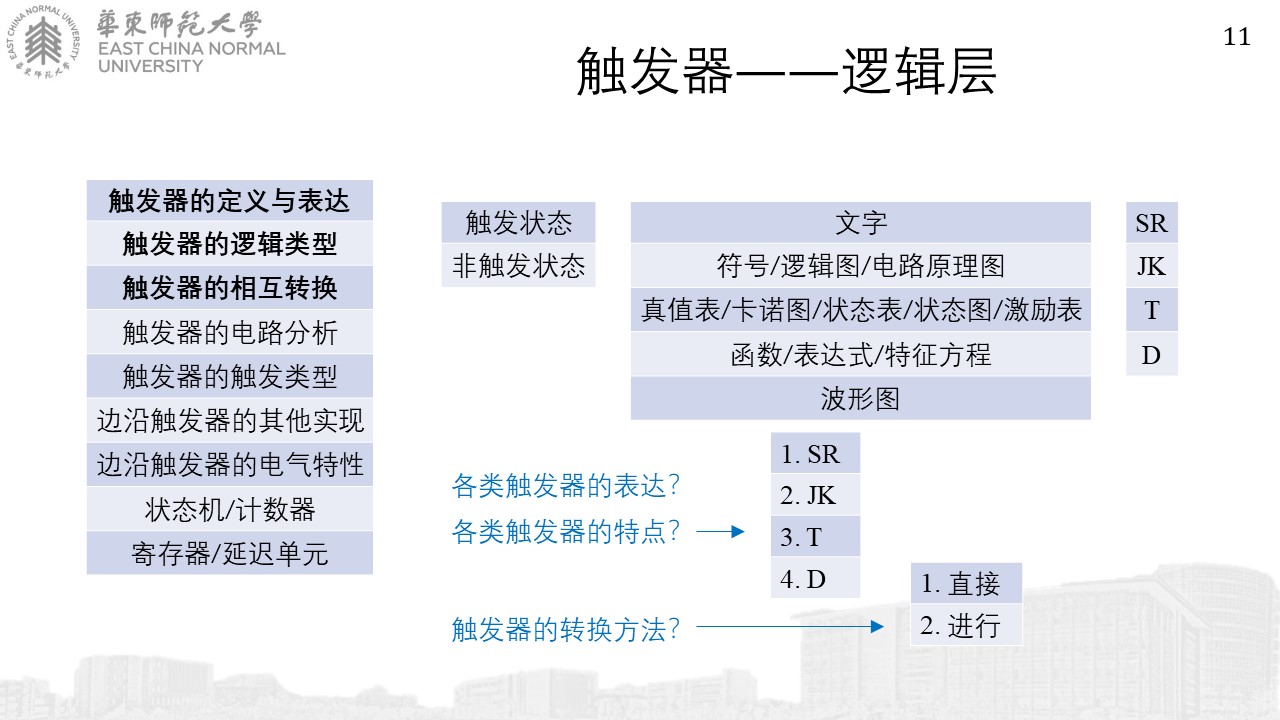 EAST CHINA NORMAL UNIVERSITY
華東師范大學
華東師范大學
EAST CHINA NORMAL
UNIVERSITY
11
触发器——逻辑层
触发器的定义与表达
触发器的逻辑类型
触发器的相互转换
触发器的电路分析
触发器的触发类型
边沿触发器的其他实现
边沿触发器的电气特性
状态机/计数器
寄存器/延迟单元
触发状态
非触发状态
文字
符号/逻辑图/电路原理图
真值表/卡诺图/状态表/状态图/激励表
函数/表达式/特征方程
波形图
SR
JK
T
D
各类触发器的表达?
各类触发器的特点?
1. SR
2. JK
3. T
4. D
触发器的转换方法?
1. 直接
2. 进行